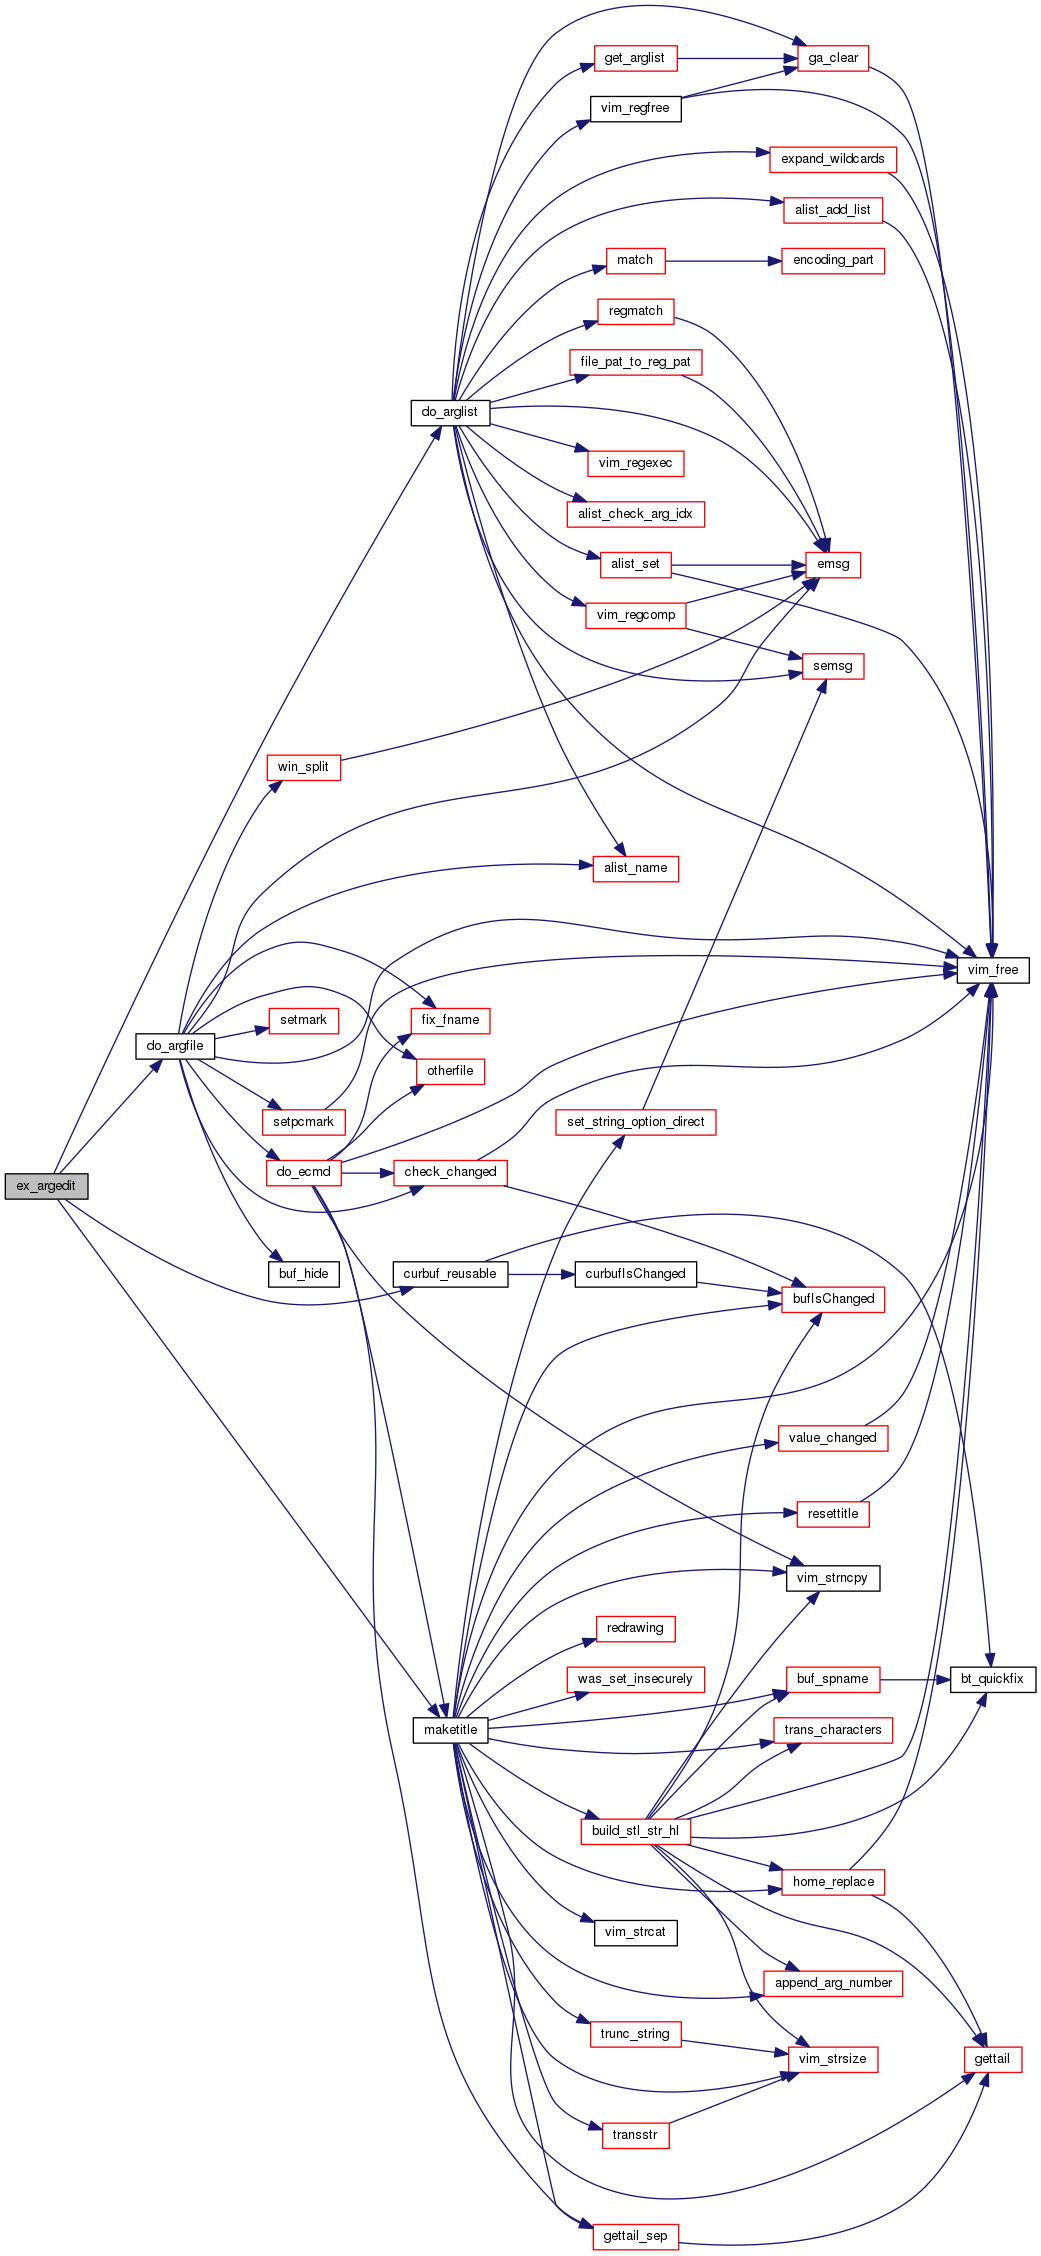 ga_clear
get_arglist
vim_regfree
expand_wildcards
alist_add_list
match
encoding_part
regmatch
file_pat_to_reg_pat
do_arglist
vim_regexec
alist_check_arg_idx
alist_set
emsg
vim_regcomp
semsg
win_split
alist_name
vim_free
setmark
fix_fname
do_argfile
otherfile
setpcmark
set_string_option_direct
do_ecmd
check_changed
ex_argedit
buf_hide
curbuf_reusable
curbufIsChanged
bufIsChanged
value_changed
resettitle
vim_strncpy
redrawing
was_set_insecurely
buf_spname
bt_quickfix
maketitle
trans_characters
build_stl_str_hl
home_replace
vim_strcat
append_arg_number
trunc_string
vim_strsize
gettail
transstr
gettail_sep